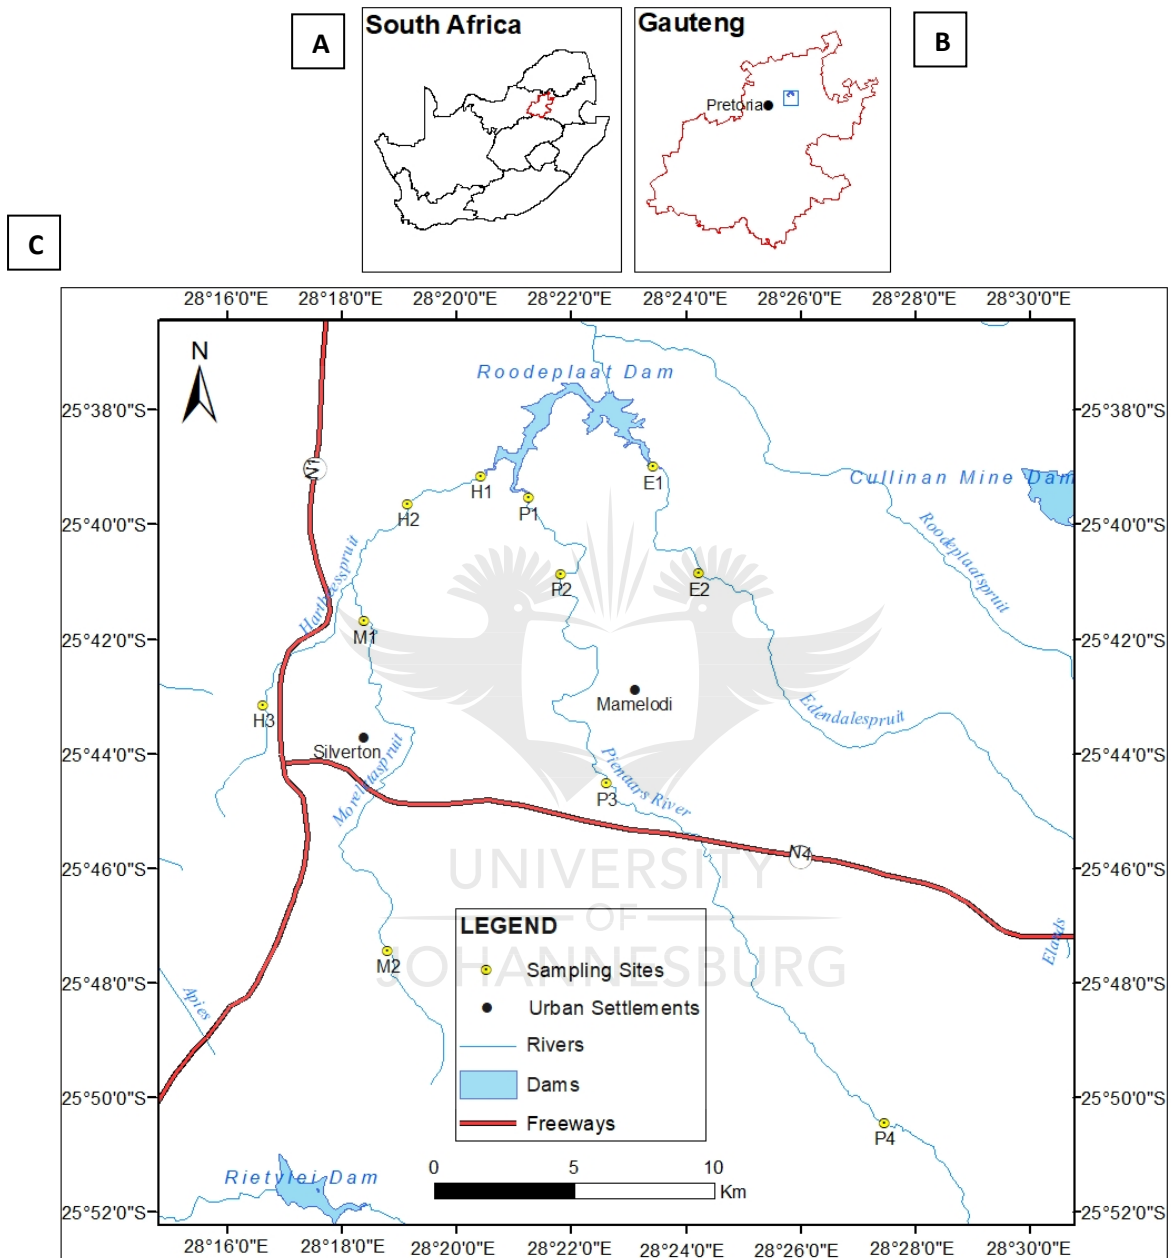 A
South Africa
Gauteng
B
Pretoria
C
28°16'0"E 28°18'0"E 28°20'0"E 28°22'0"E 28°24'0"E 28°26'0"E 28°28'0"E 28°30'0"E
N
Roodeplaat Dam
25°38'0"S 25°38'0"S
N1
Cullinan Mine Dam
E1
H1
H2
P1
25°40'0"S 25°40'0"S
Roodeplaatspruit
Hartbeesspruit
P2
E2
M1
25°42'0"S 25°42'0"S
Mamelodi
H3
Edendalespruit
Silverton
25°44'0"S 25°44'0"S
Moreletaspruit
Pienaars River
P3
N4
UNIVERSITY
25°46'0"S 25°46'0"S
OF
JOHANNESBURG
LEGEND
Elands
M2
Sampling Sites
25°48'0"S 25°48'0"S
Apies
Urban Settlements
Rivers
Dams
25°50'0"S 25°50'0"S
Freeways
P4
Rietvlei Dam
0 5 10
Km
25°52'0"S 25°52'0"S
28°16'0"E 28°18'0"E 28°20'0"E 28°22'0"E 28°24'0"E 28°26'0"E 28°28'0"E 28°30'0"E